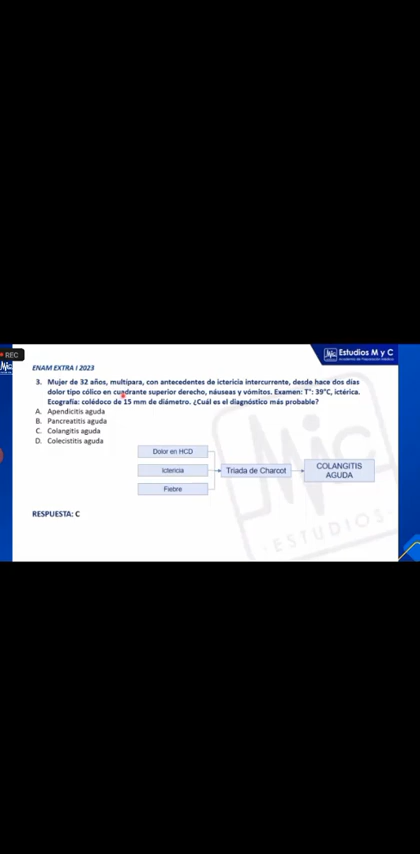 REC
Estudios M y C
ENAM EXTRA I 2023
3. Mujer de 32 años, multípara, con antecedentes de ictericia intercurrente, desde hace dos días
dolor tipo cólico en cuadrante superior derecho, náuseas y vómitos. Examen: T°: 39°C, ictérica.
Ecografía: colédoco de 15 mm de diámetro. ¿Cuál es el diagnóstico más probable?
A. Apendicitis aguda
B. Pancreatitis aguda
C. Colangitis aguda
D. Colecistitis aguda
Dolor en HCD
Ictericia
Fiebre
Triada de Charcot
COLANGITIS
AGUDA
RESPUESTA: C
ESTUDIOS